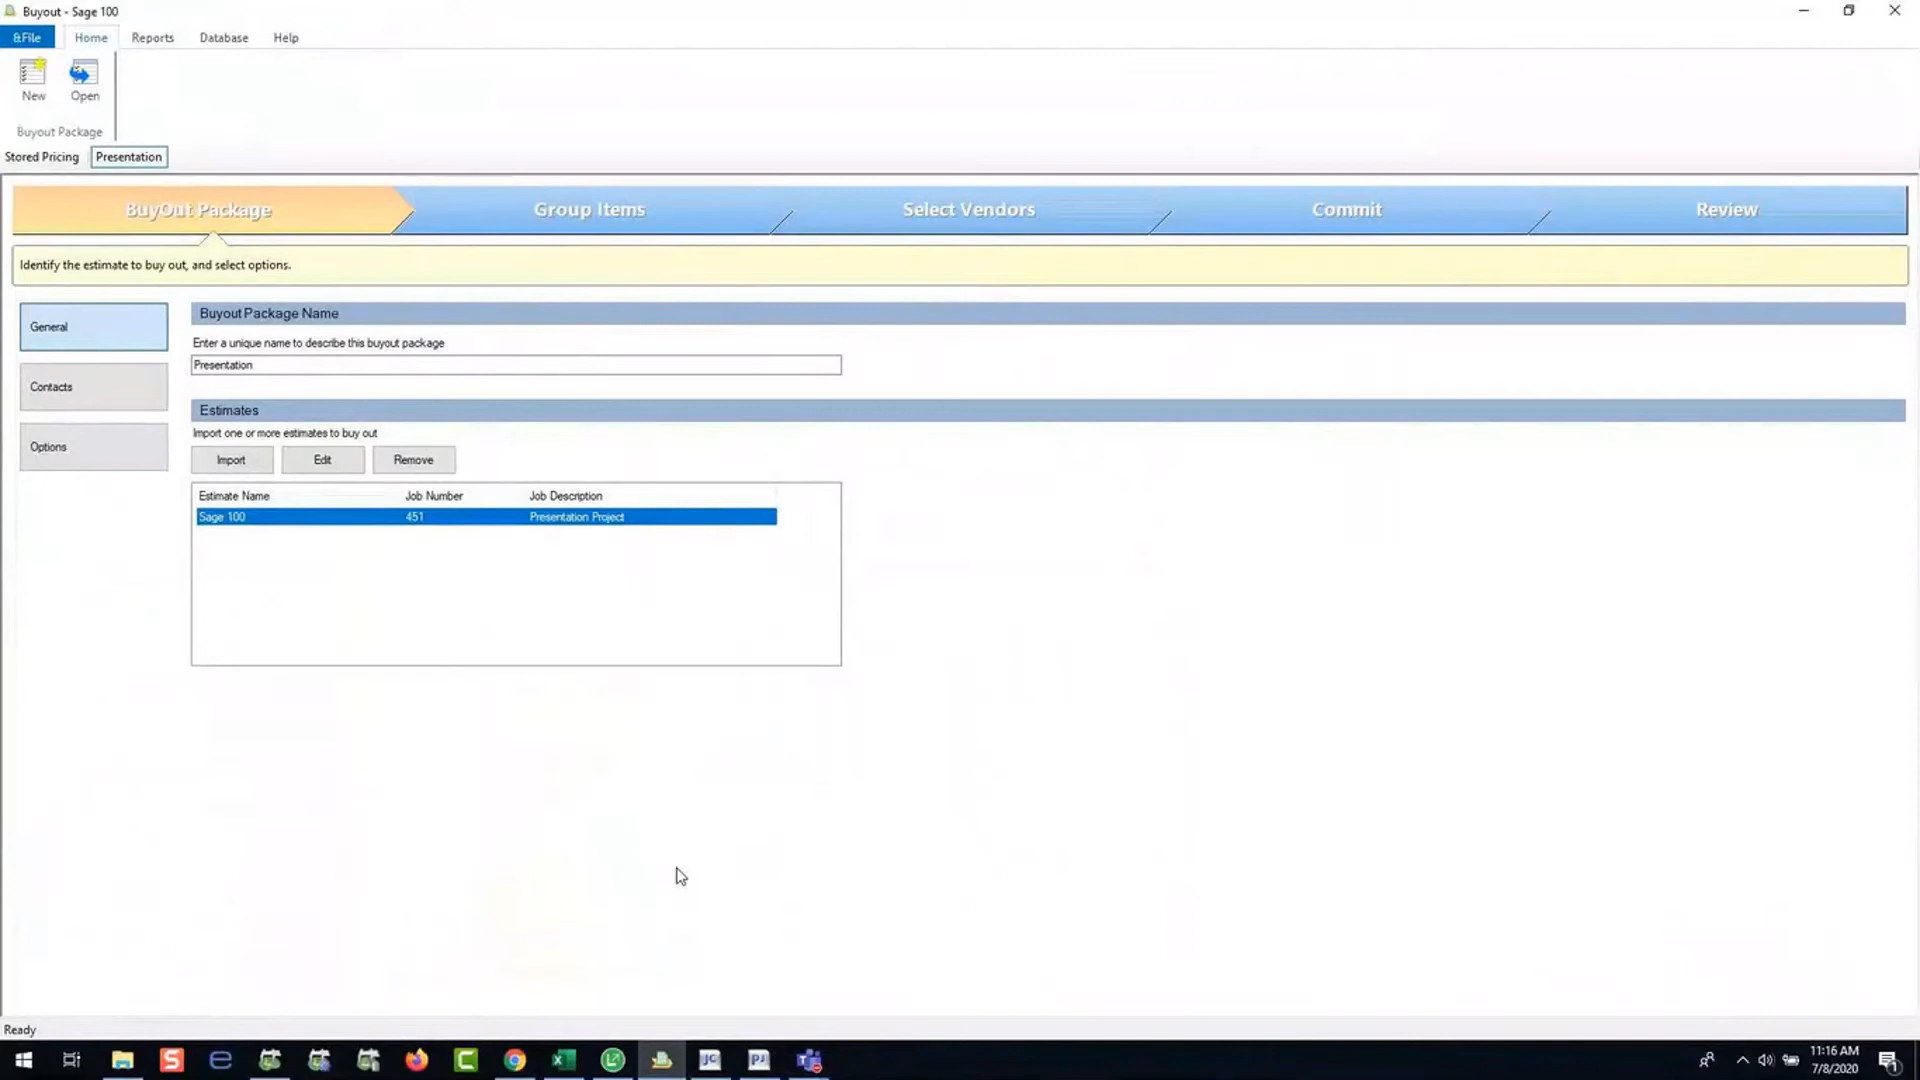 Buyout - Sage 100
&File Home Reports Database Help
New Open
Buyout Package
Stored Pricing Presentation
BuyOut Package Group Items Select Vendors Commit Review
Identify the estimate to buy out, and select options.
General
Contacts
Options
Buyout Package Name
Enter a unique name to describe this buyout package
Presentation
Estimates
Import one or more estimates to buy out
Import Edit Remove
Estimate Name Job Number Job Description
Sage 100 451 Presentation Project
Ready
S C X JC PJ T
11:16 AM
7/8/2020
1